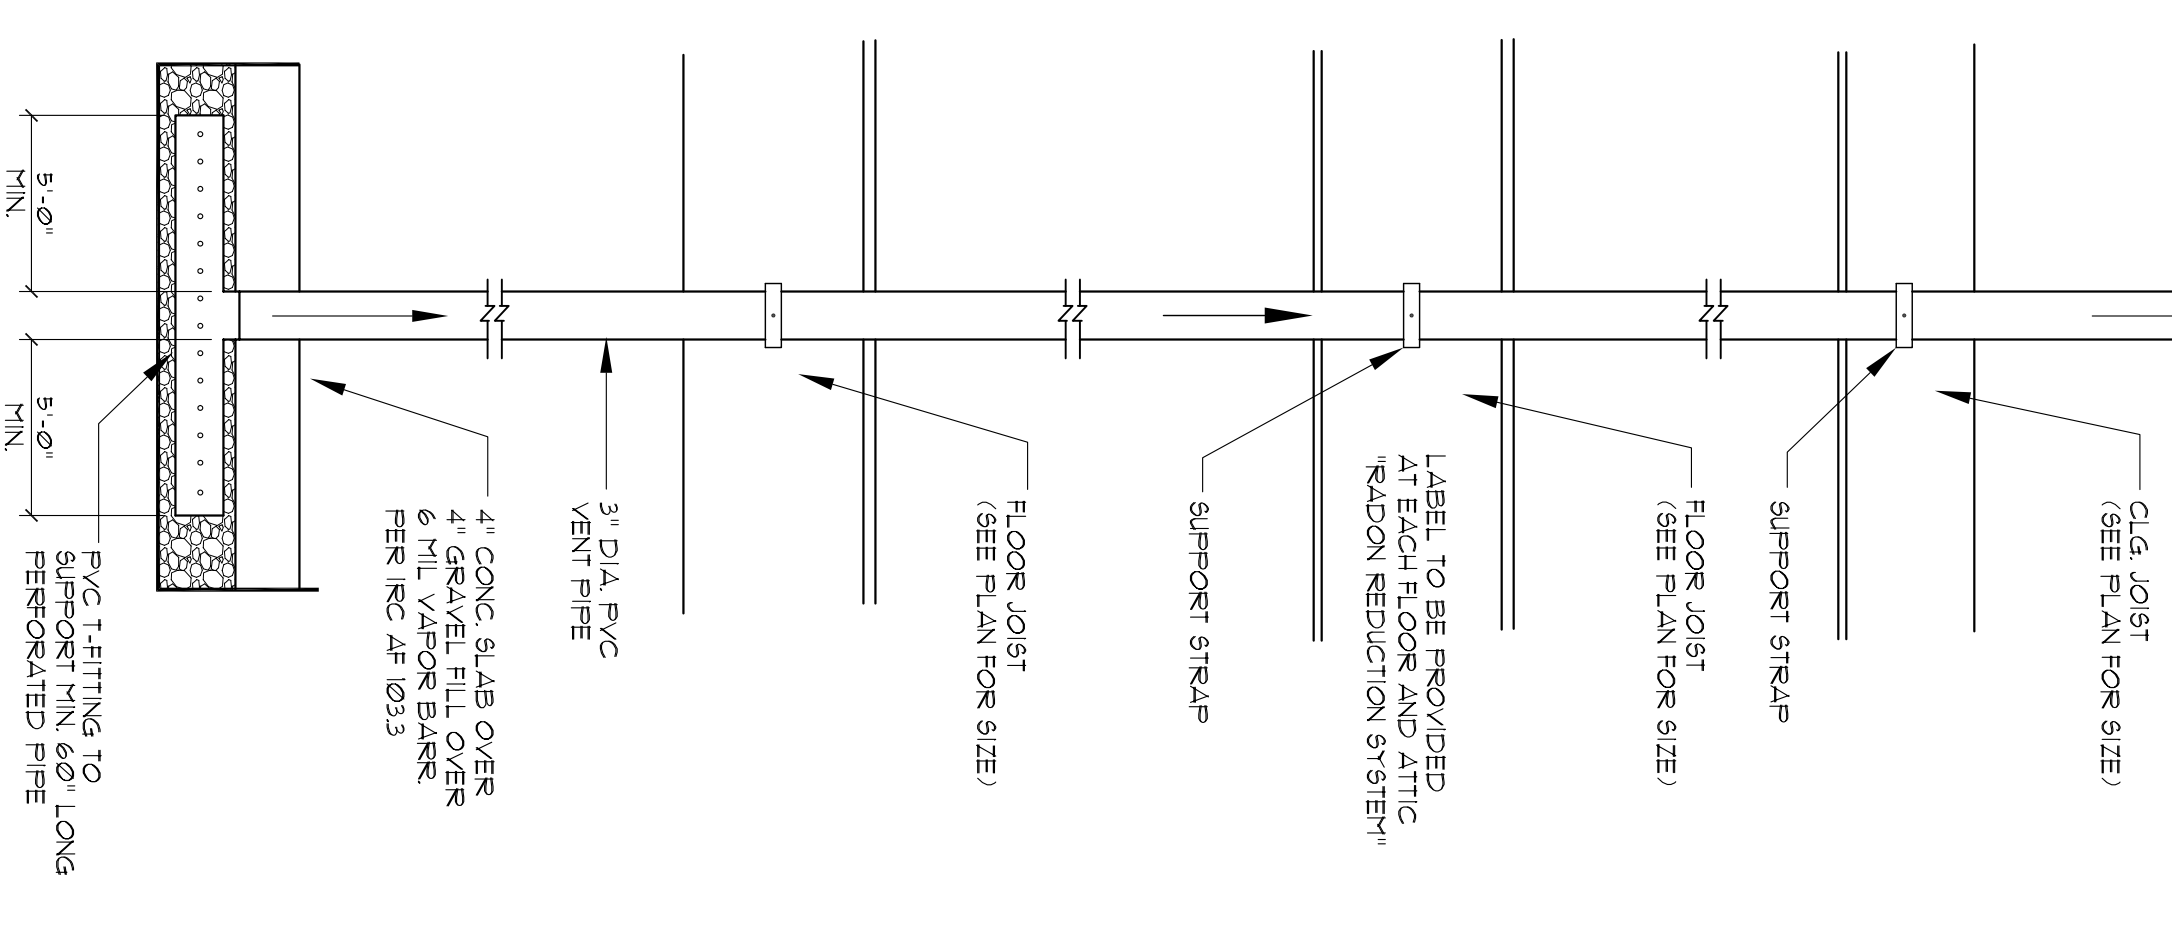 CLG. JOIST
(SEE PLAN FOR SIZE)
SUPPORT STRAP
FLOOR JOIST
(SEE PLAN FOR SIZE)
LABEL TO BE PROVIDED
AT EACH FLOOR AND ATTIC
"RADON REDUCTION SYSTEM"
SUPPORT STRAP
FLOOR JOIST
(SEE PLAN FOR SIZE)
3" DIA. PVC
VENT PIPE
4" CONC. SLAB OVER
4" GRAVEL FILL OVER
6 MIL VAPOR BARR.
PER IRC AF 103.3
PVC T-FITTING TO
SUPPORT MIN. 60" LONG
PERFORATED PIPE
5'-0"
MIN.
5'-0"
MIN.